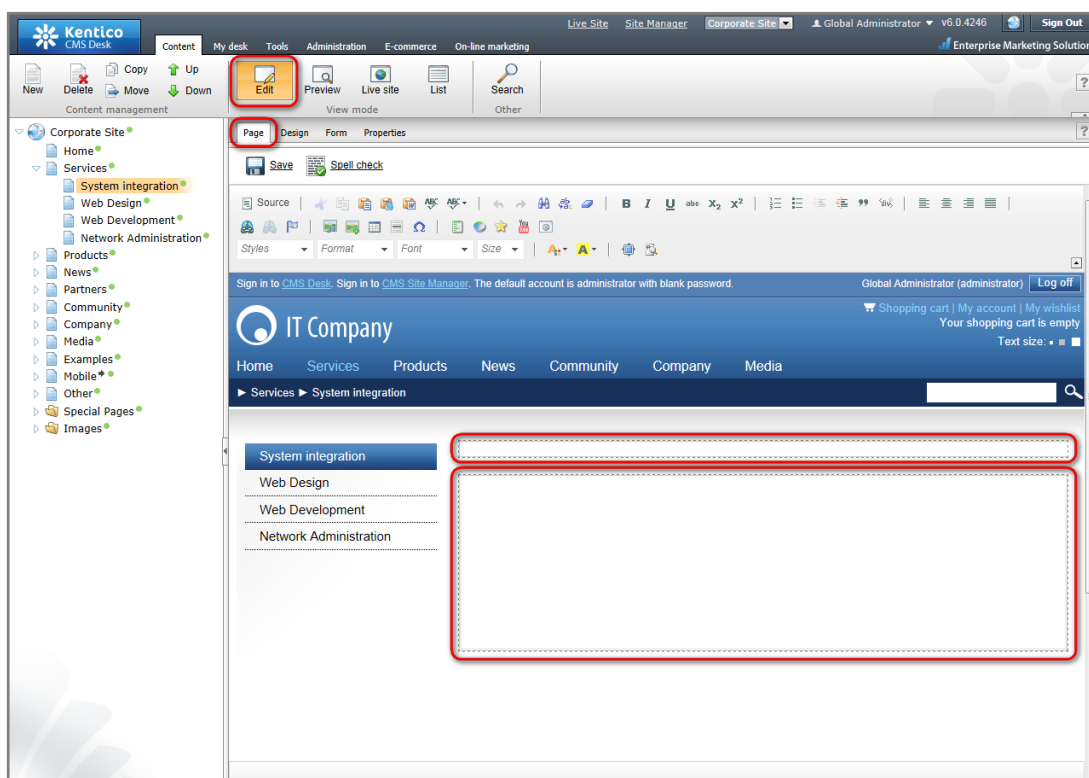 Live Site Site Manager Corporate Site Global Administrator v6.0.4246 Sign Out
Kentico
CMS Desk
Content My desk Tools Administration E-commerce On-line marketing
Enterprise Marketing Solution
New Delete Copy Move Up Down
Edit Preview Live site List Search
Content management View mode Other
?
Corporate Site
Home
Services
System integration
Web Design
Web Development
Network Administration
Products
News
Partners
Community
Company
Media
Examples
Mobile
Other
Special Pages
Images
Page Design Form Properties
?
Save Spell check
Source B I U abc X₂ X²
Styles Format Font Size A A
Sign in to CMS Desk. Sign in to CMS Site Manager. The default account is administrator with blank password. Global Administrator (administrator) Log off
Shopping cart | My account | My wishlist
Your shopping cart is empty
Text size:
IT Company
Home Services Products News Community Company Media
► Services ► System integration
System integration
Web Design
Web Development
Network Administration